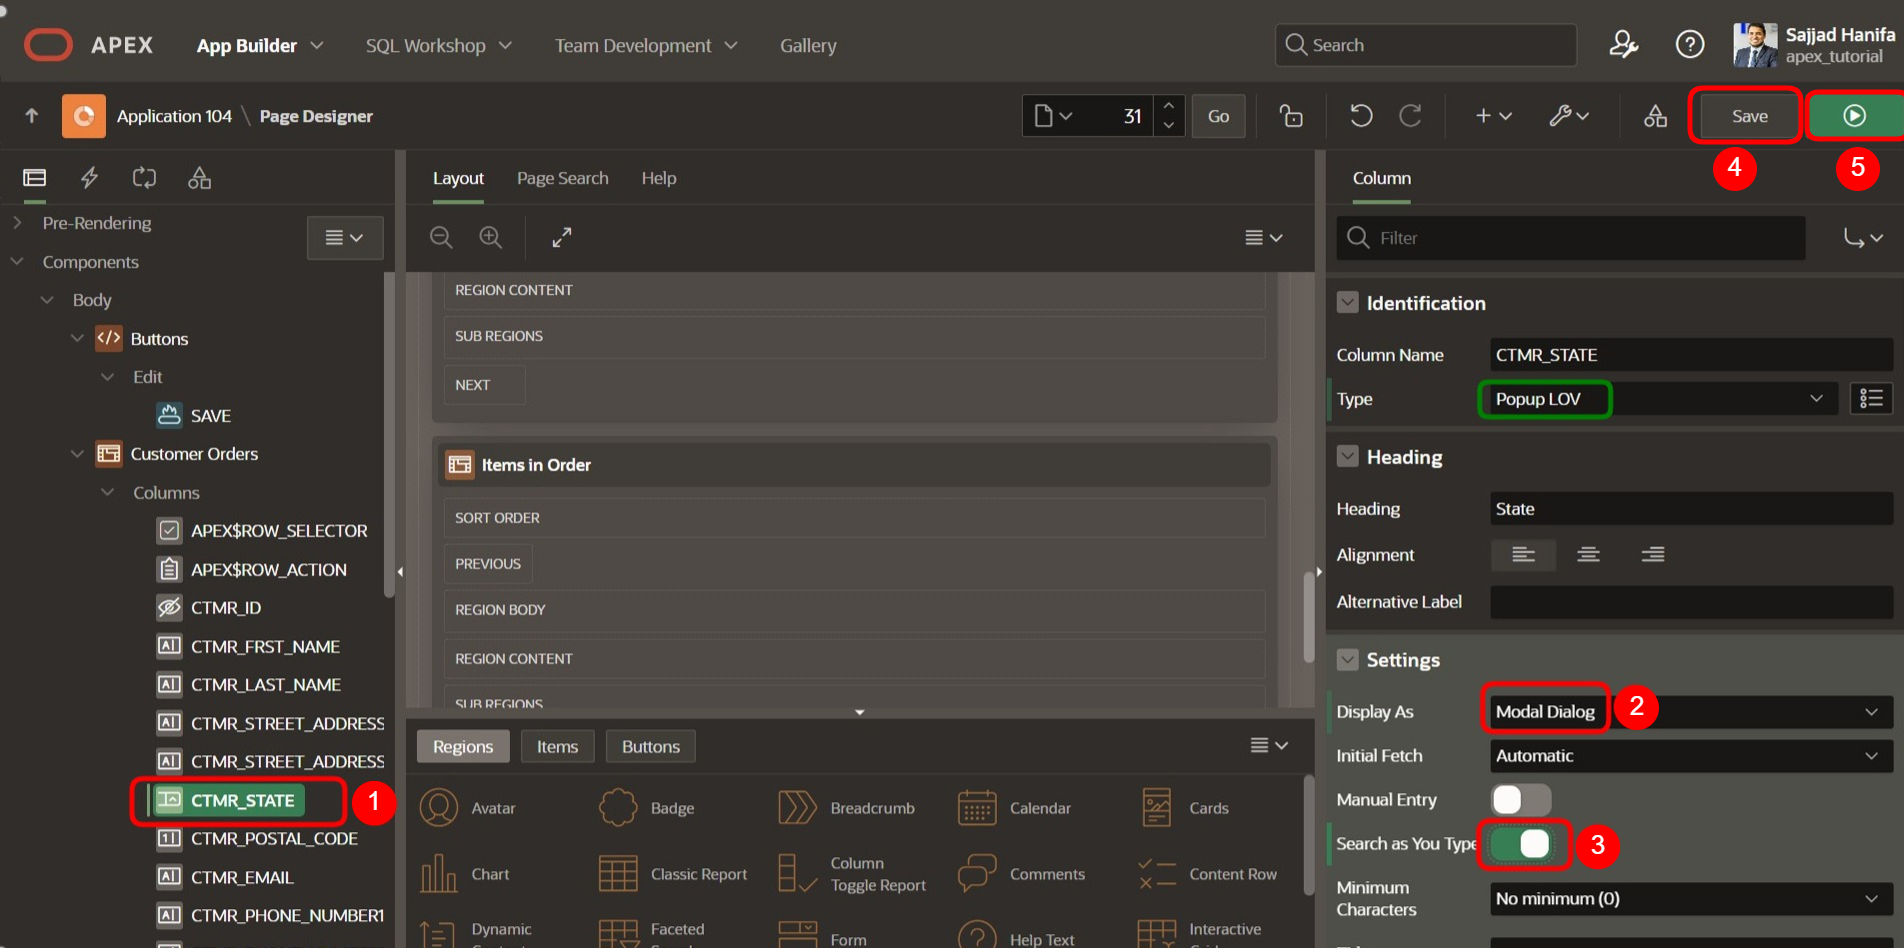 APEX
App Builder
SQL Workshop
Team Development
Gallery
Search
Sajjad Hanifa
apex_tutorial
Application 104 \ Page Designer
31
Go
Save
4
5
Pre-Rendering
Components
Body
Buttons
Edit
SAVE
Customer Orders
Columns
APEX$ROW_SELECTOR
APEX$ROW_ACTION
CTMR_ID
CTMR_FRST_NAME
CTMR_LAST_NAME
CTMR_STREET_ADDRESS
CTMR_STREET_ADDRESS
CTMR_STATE
1
CTMR_POSTAL_CODE
CTMR_EMAIL
CTMR_PHONE_NUMBER1
Layout
Page Search
Help
REGION CONTENT
SUB REGIONS
NEXT
Items in Order
SORT ORDER
PREVIOUS
REGION BODY
REGION CONTENT
SUB REGIONS
Regions
Items
Buttons
Avatar
Badge
Breadcrumb
Calendar
Cards
Chart
Classic Report
Column
Toggle Report
Comments
Content Row
Dynamic
Faceted
Form
Help Text
Interactive
Column
Filter
Identification
Column Name
CTMR_STATE
Type
Popup LOV
Heading
Heading
State
Alignment
Alternative Label
Settings
Display As
Modal Dialog
2
Initial Fetch
Automatic
Manual Entry
Search as You Type
3
Minimum
Characters
No minimum (0)